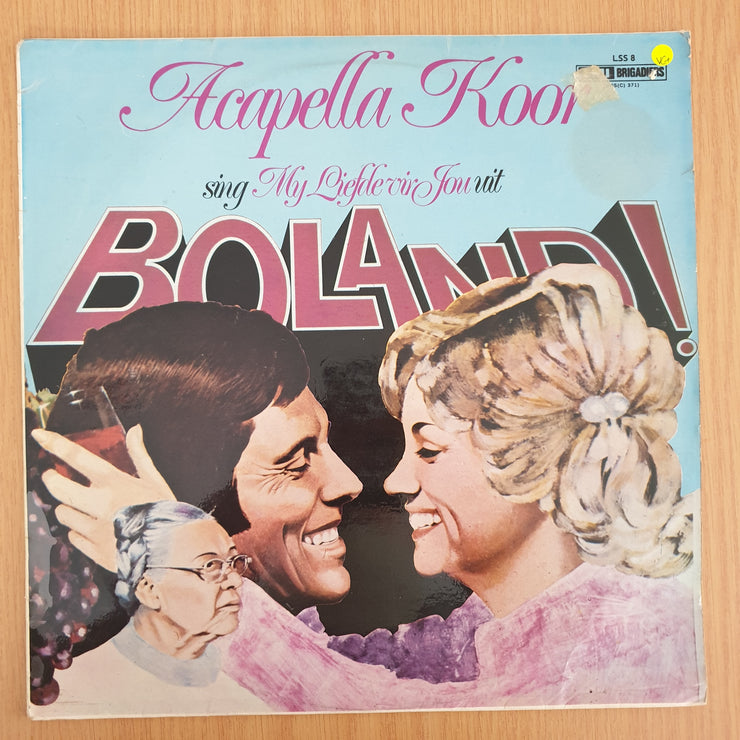 LSS 8
BRIGADIERS
Acapella Koor
sing My Liefde vir Jou uit
BOLAND!